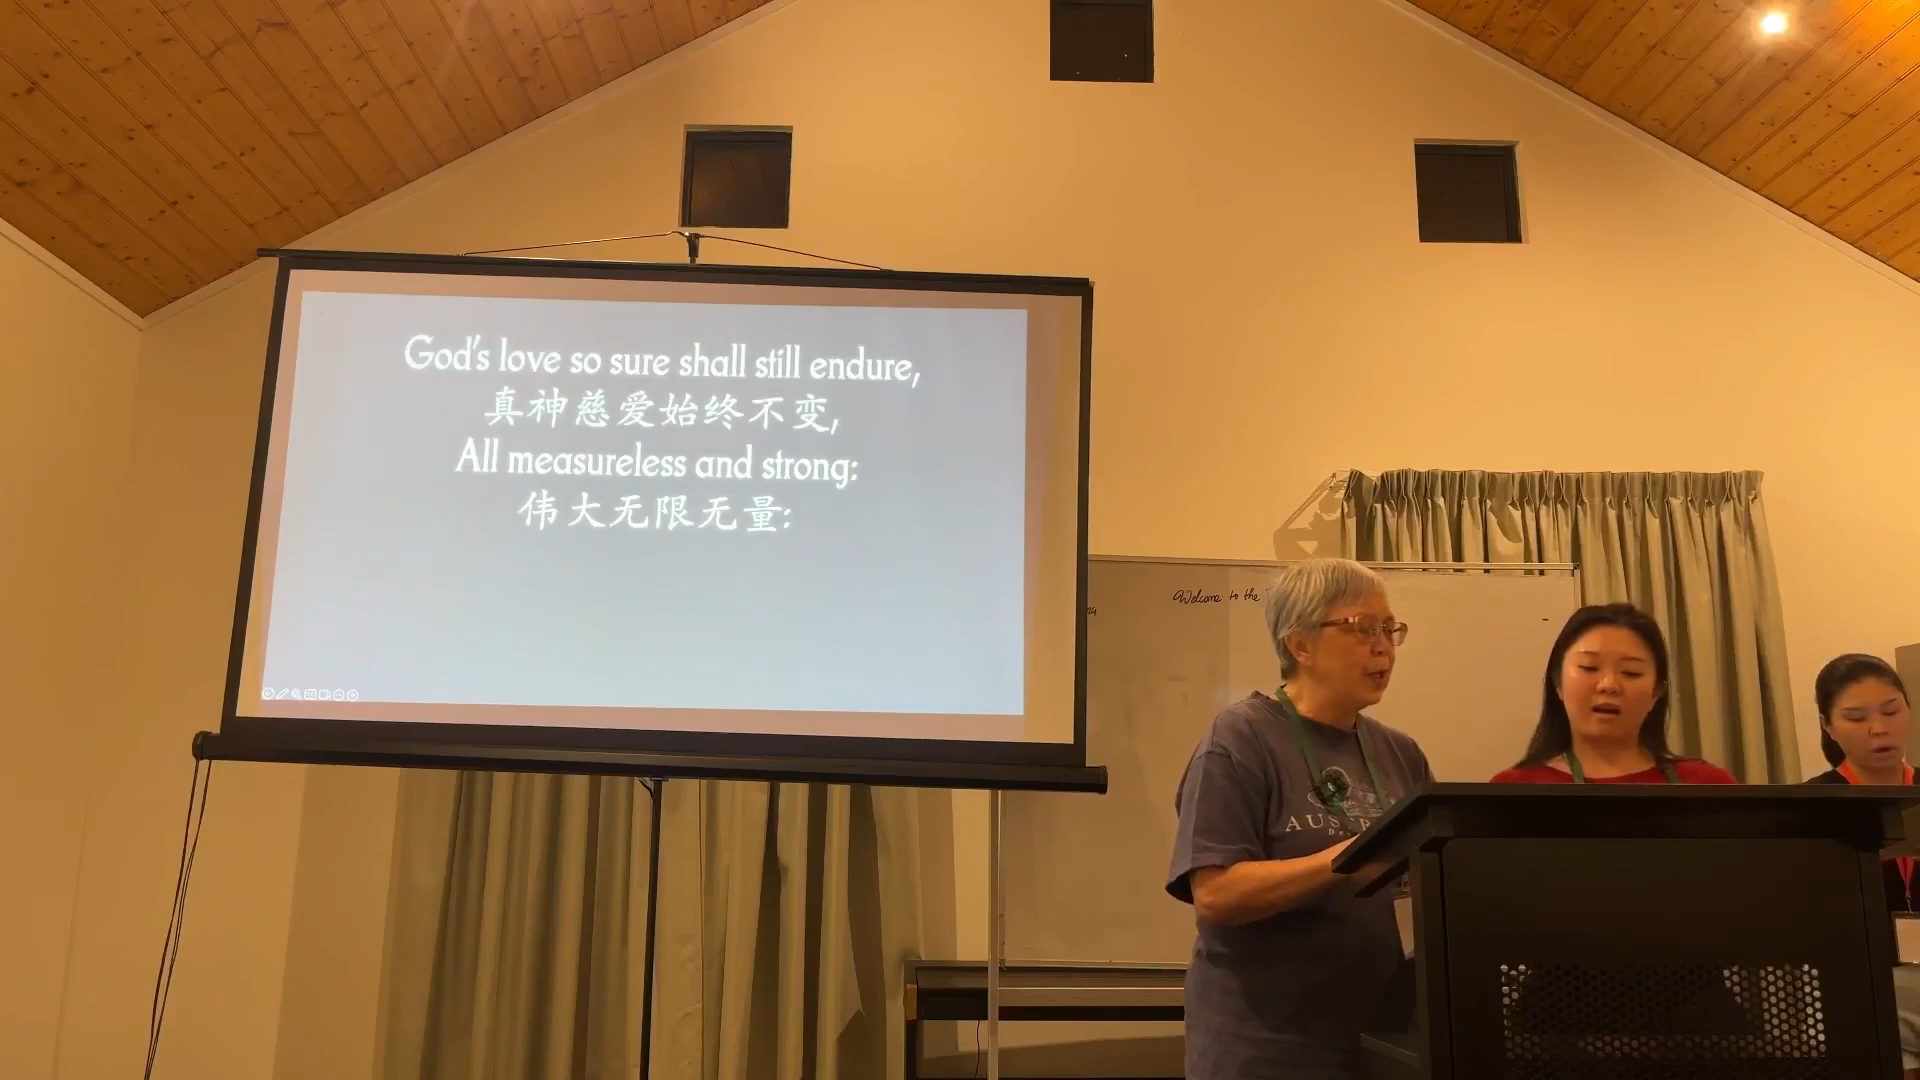 God's love so sure shall still endure,
真神慈爱始终不变,
All measureless and strong:
伟大无限无量:
Welcome to the